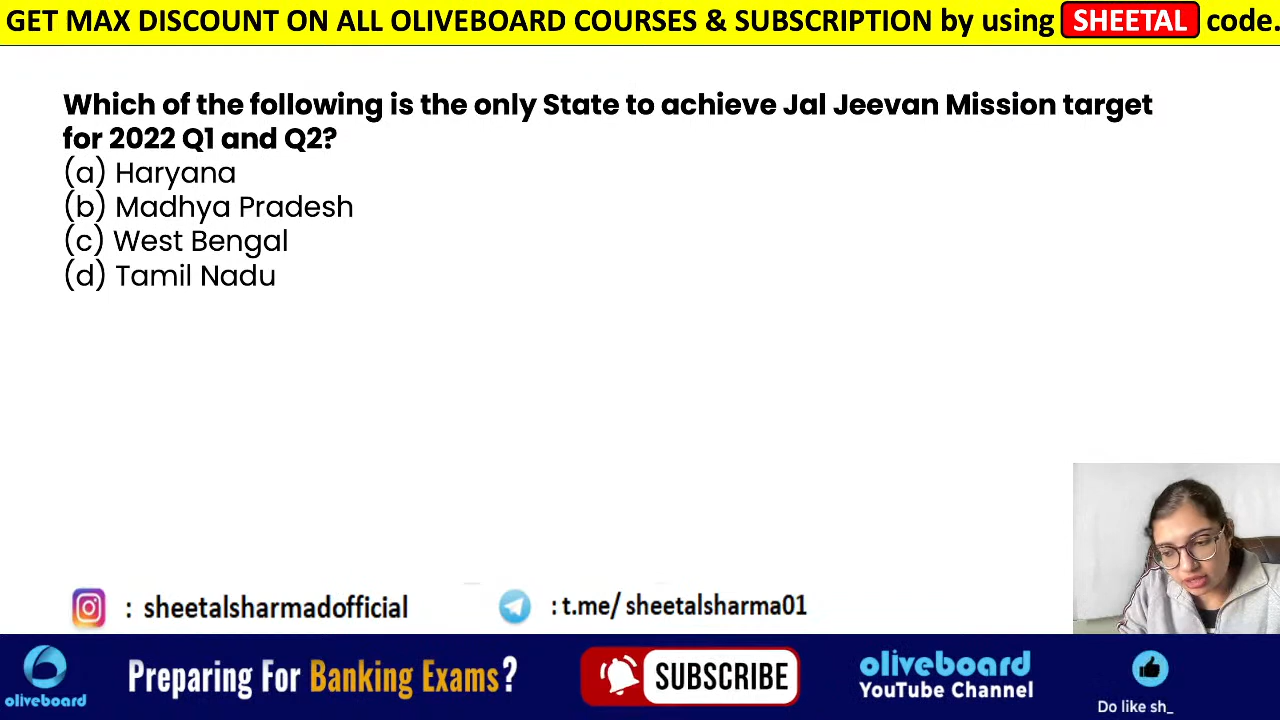 GET MAX DISCOUNT ON ALL OLIVEBOARD COURSES & SUBSCRIPTION by using SHEETAL code.
Which of the following is the only State to achieve Jal Jeevan Mission target
for 2022 Q1 and Q2?
(a) Haryana
(b) Madhya Pradesh
(c) West Bengal
(d) Tamil Nadu
: sheetalsharmadofficial
: t.me/ sheetalsharma01
oliveboard
Preparing For Banking Exams?
SUBSCRIBE
oliveboard
YouTube Channel
Do like sh_